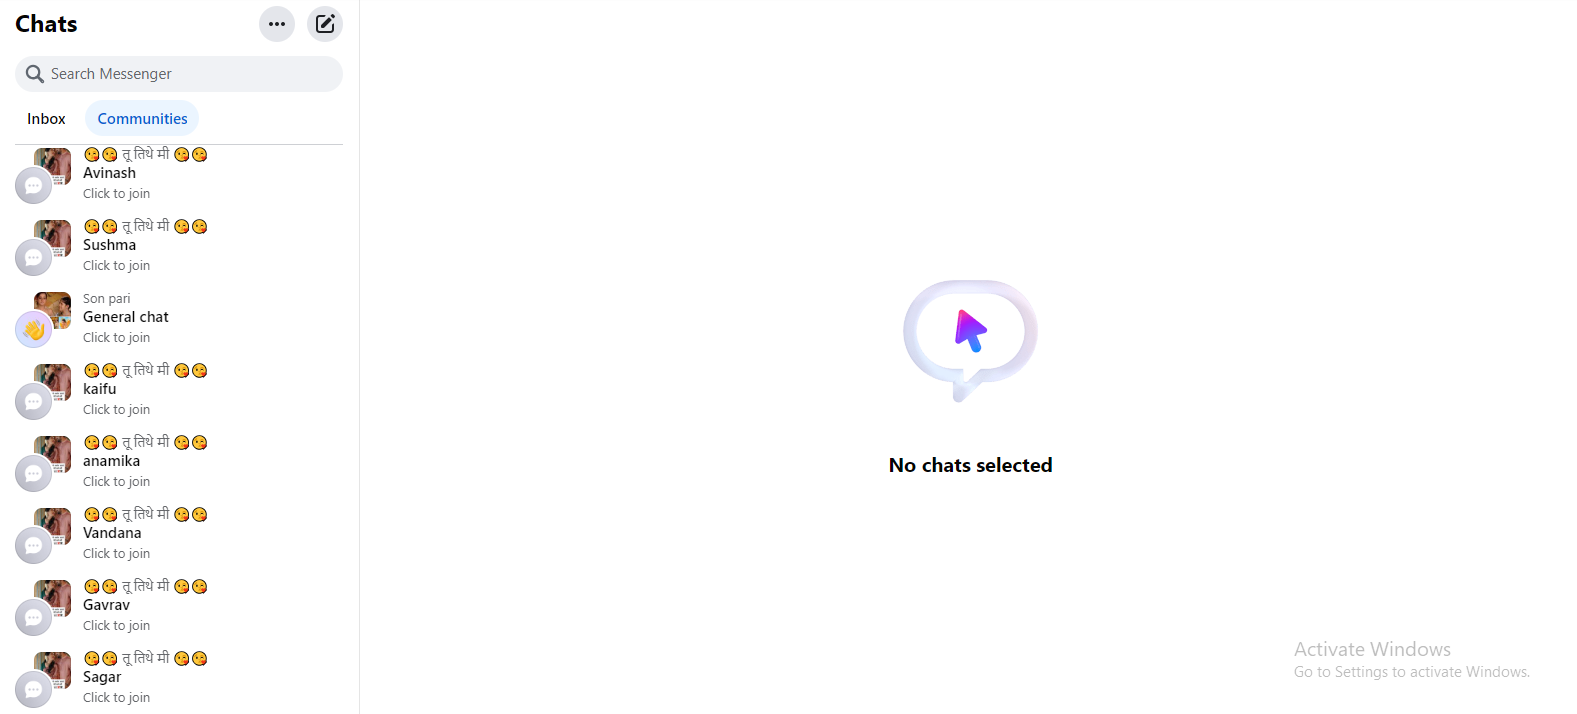 Chats
Search Messenger
Inbox
Communities
😘😘 तू तिथे मी 😘😘
Avinash
Click to join
😘😘 तू तिथे मी 😘😘
Sushma
Click to join
Son pari
General chat
Click to join
😘😘 तू तिथे मी 😘😘
kaifu
Click to join
😘😘 तू तिथे मी 😘😘
anamika
Click to join
😘😘 तू तिथे मी 😘😘
Vandana
Click to join
😘😘 तू तिथे मी 😘😘
Gavrav
Click to join
😘😘 तू तिथे मी 😘😘
Sagar
Click to join
No chats selected
Activate Windows
Go to Settings to activate Windows.